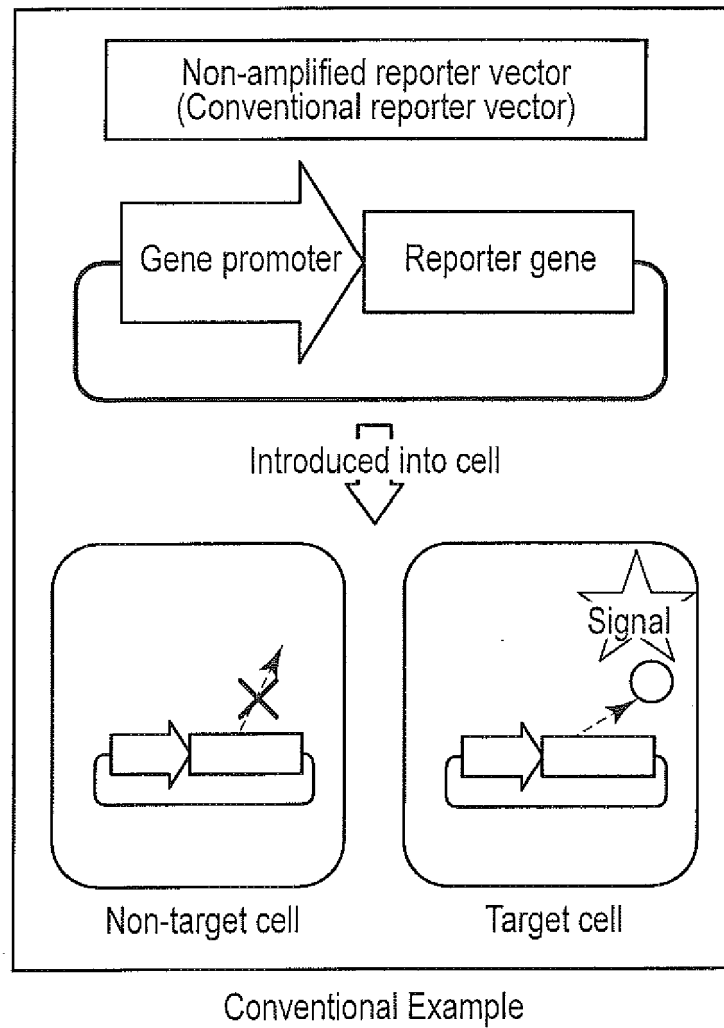 Non-amplified reporter vector
(Conventional reporter vector)
Gene promoter
Reporter gene
Introduced into cell
Signal
Non-target cell
Target cell
Conventional Example